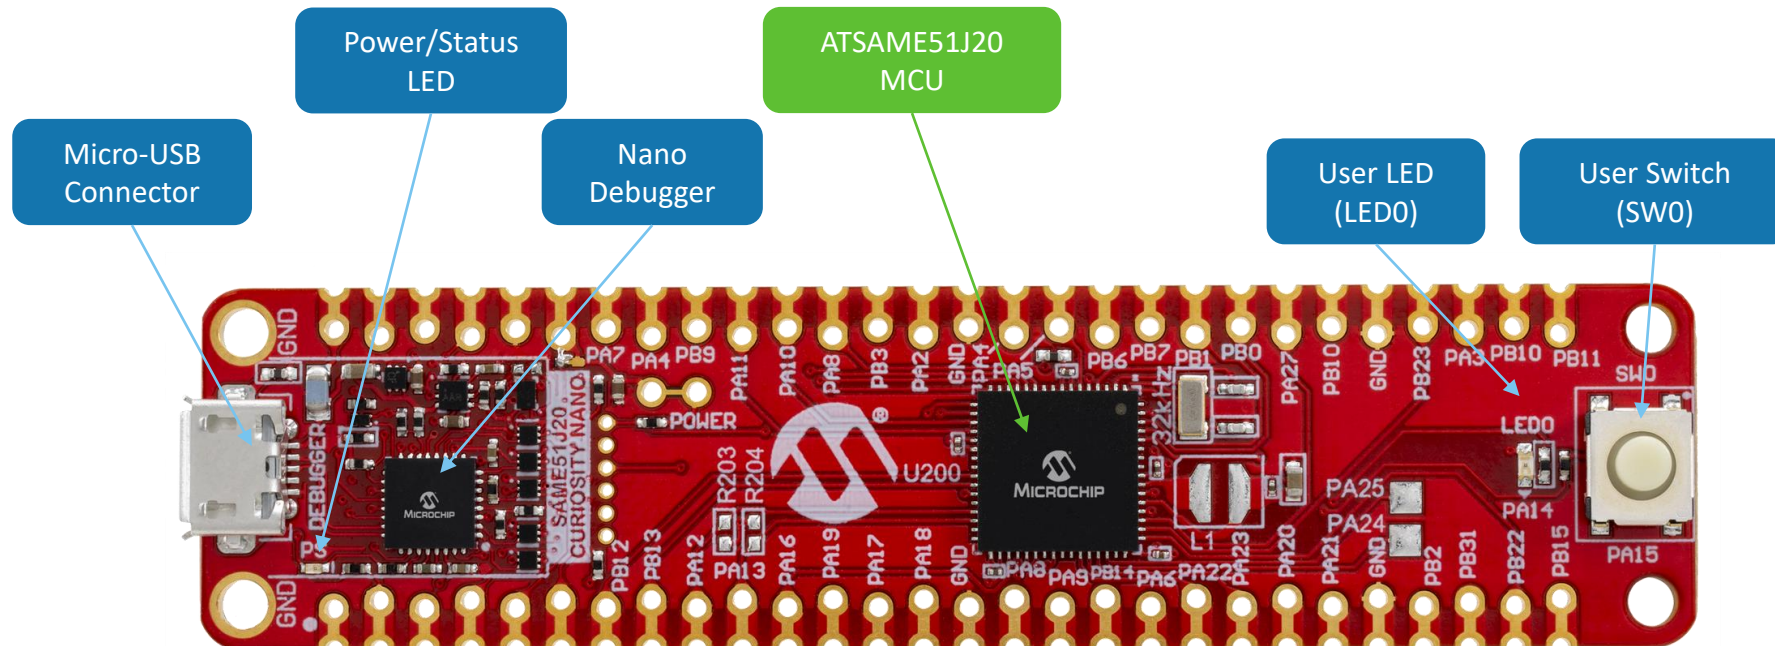 Power/Status
LED
ATSAME51J20
MCU
Micro-USB
Connector
Nano
Debugger
User LED
(LED0)
User Switch
(SW0)
GND
PA7
PA4
PB9
PA11
PA10
PA8
PB3
PA2
GND
PA4
PA5
PB6
PB7
PB1
PB0
PA27
PB10
GND
PB23
PA3
PB10
PB11
SW0
POWER
32kHz
LED0
DEBUGGER
SAME51J20
CURIOSITY NANO
R203
R204
®
U200
MICROCHIP
MICROCHIP
PA25
PA24
PA14
PA15
L1
GND
PB12
PB13
PA12
PA13
PA16
PA19
PA17
PA18
GND
PA8
PA9
PB14
PA6
PA22
PA23
PA20
PA21
GND
PB2
PB31
PB22
PB15